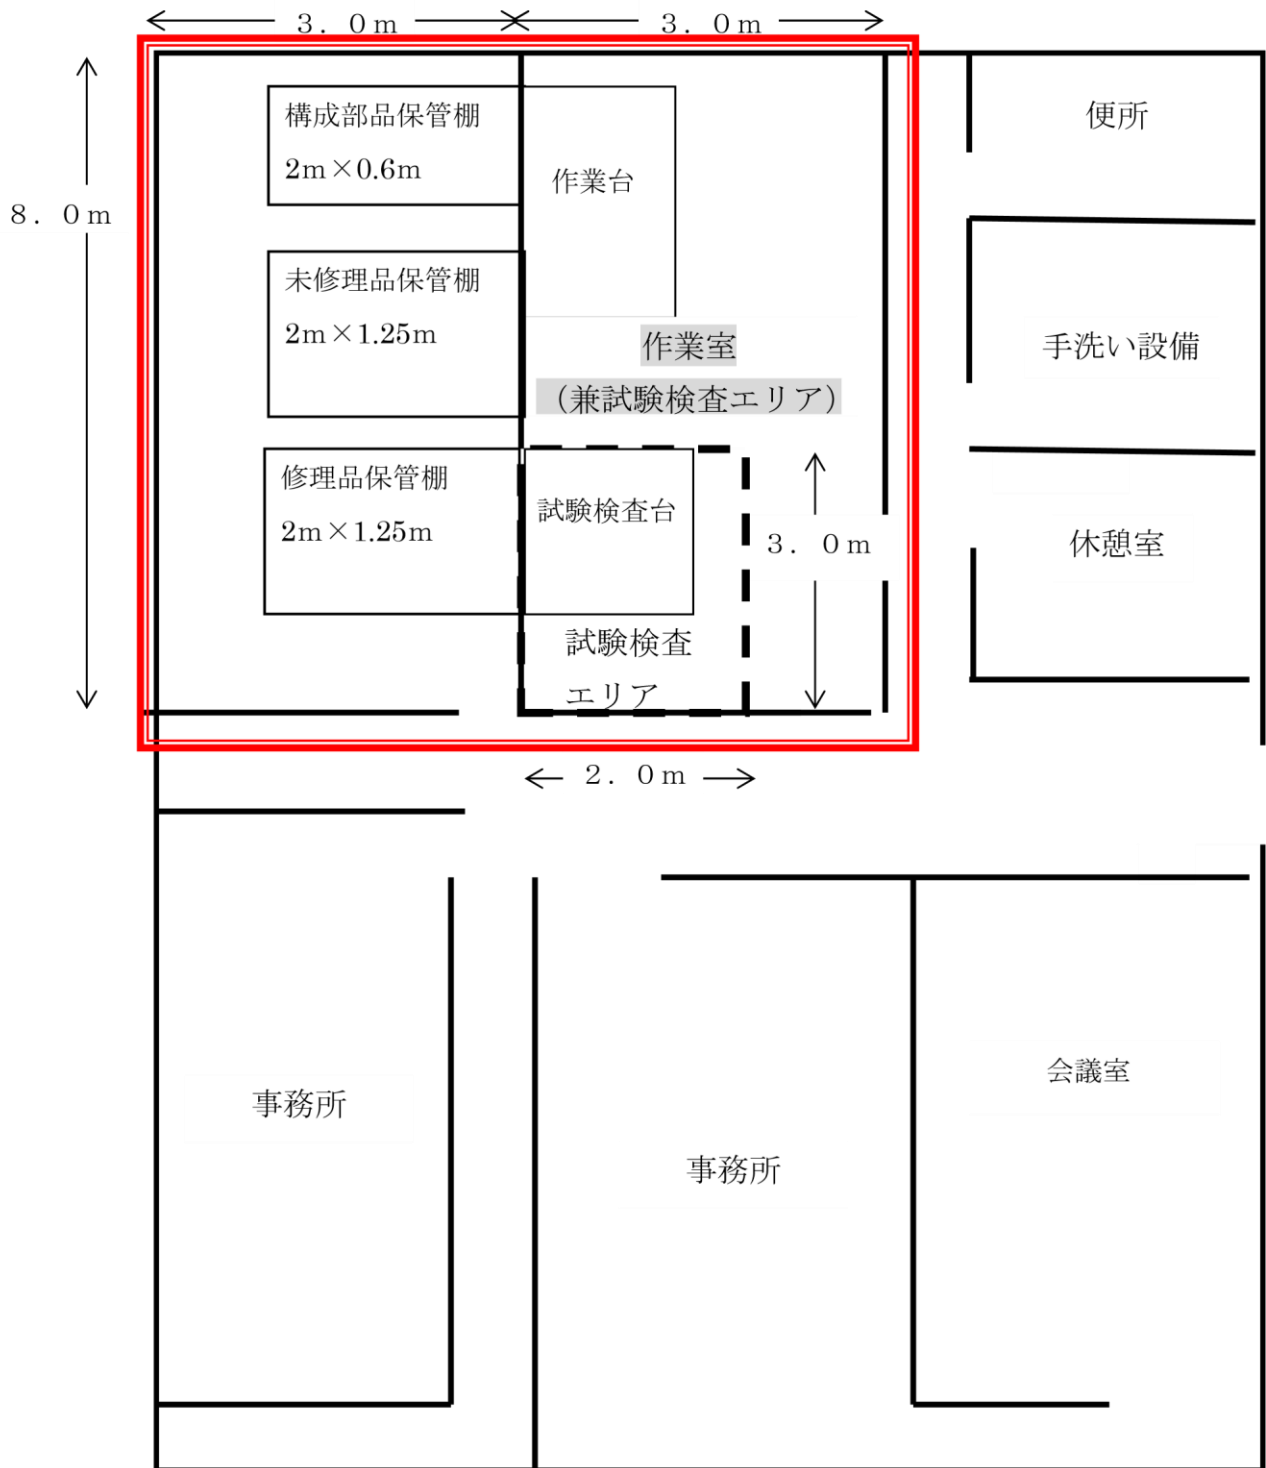 3．0m
3．0m
8．0m
構成部品保管棚
2m×0.6m
作業台
便所
未修理品保管棚
2m×1.25m
作業室
（兼試験検査エリア）
手洗い設備
修理品保管棚
2m×1.25m
試験検査台
3．0m
休憩室
試験検査
エリア
2．0m
事務所
事務所
会議室